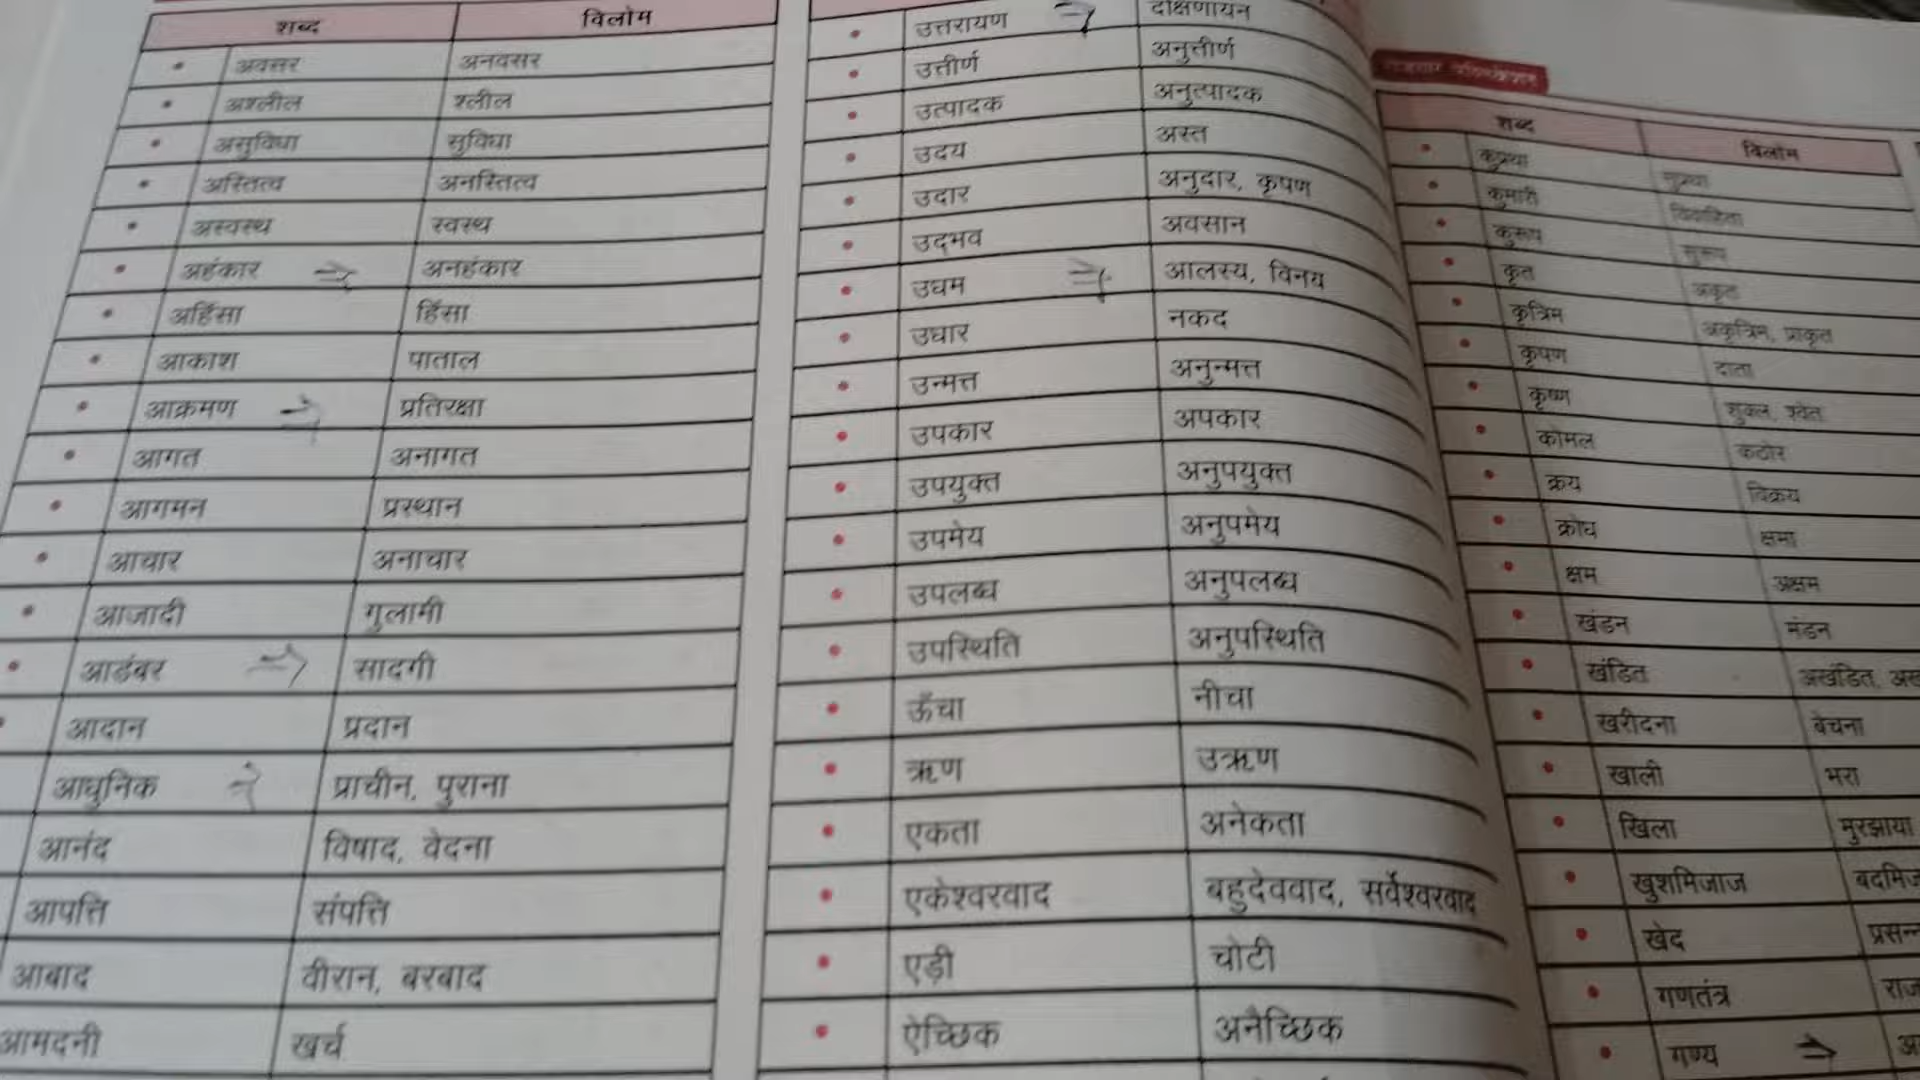 शब्द विलोम
अवसर अनवसर
अश्लील श्लील
असुविधा सुविधा
अस्तित्व अनस्तित्व
अस्वस्थ स्वस्थ
अहंकार ⇒ अनहंकार
अहिंसा हिंसा
आकाश पाताल
आक्रमण ⇒ प्रतिरक्षा
आगत अनागत
आगमन प्रस्थान
आचार अनाचार
आजादी गुलामी
आडंबर ⇒ सादगी
आदान प्रदान
आधुनिक ⇒ प्राचीन, पुराना
आनंद विषाद, वेदना
आपत्ति संपत्ति
आबाद वीरान, बरबाद
आमदनी खर्च
उत्तरायण ⇒ दक्षिणायन
उत्तीर्ण अनुत्तीर्ण
उत्पादक अनुत्पादक
उदय अस्त
उदार अनुदार, कृपण
उद्भव अवसान
उधम ⇒ आलस्य, विनय
उधार नकद
उन्मत्त अनुन्मत्त
उपकार अपकार
उपयुक्त अनुपयुक्त
उपमेय अनुपमेय
उपलब्ध अनुपलब्ध
उपस्थिति अनुपस्थिति
ऊँचा नीचा
ऋण उऋण
एकता अनेकता
एकेश्वरवाद बहुदेववाद, सर्वेश्वरवाद
एड़ी चोटी
ऐच्छिक अनैच्छिक
शब्द विलोम
कुप्रथा सुप्रथा
कुमारी विवाहिता
कुरूप सुरूप
कृत अकृत
कृत्रिम अकृत्रिम, प्राकृत
कृपण दाता
कृष्ण शुक्ल, श्वेत
कोमल कठोर
क्रय विक्रय
क्रोध क्षमा
क्षम अक्षम
खंडन मंडन
खंडित अखंडित,
खरीदना बेचना
खाली भरा
खिला मुरझाया
खुशमिजाज
खेद
गणतंत्र
गण्य ⇒